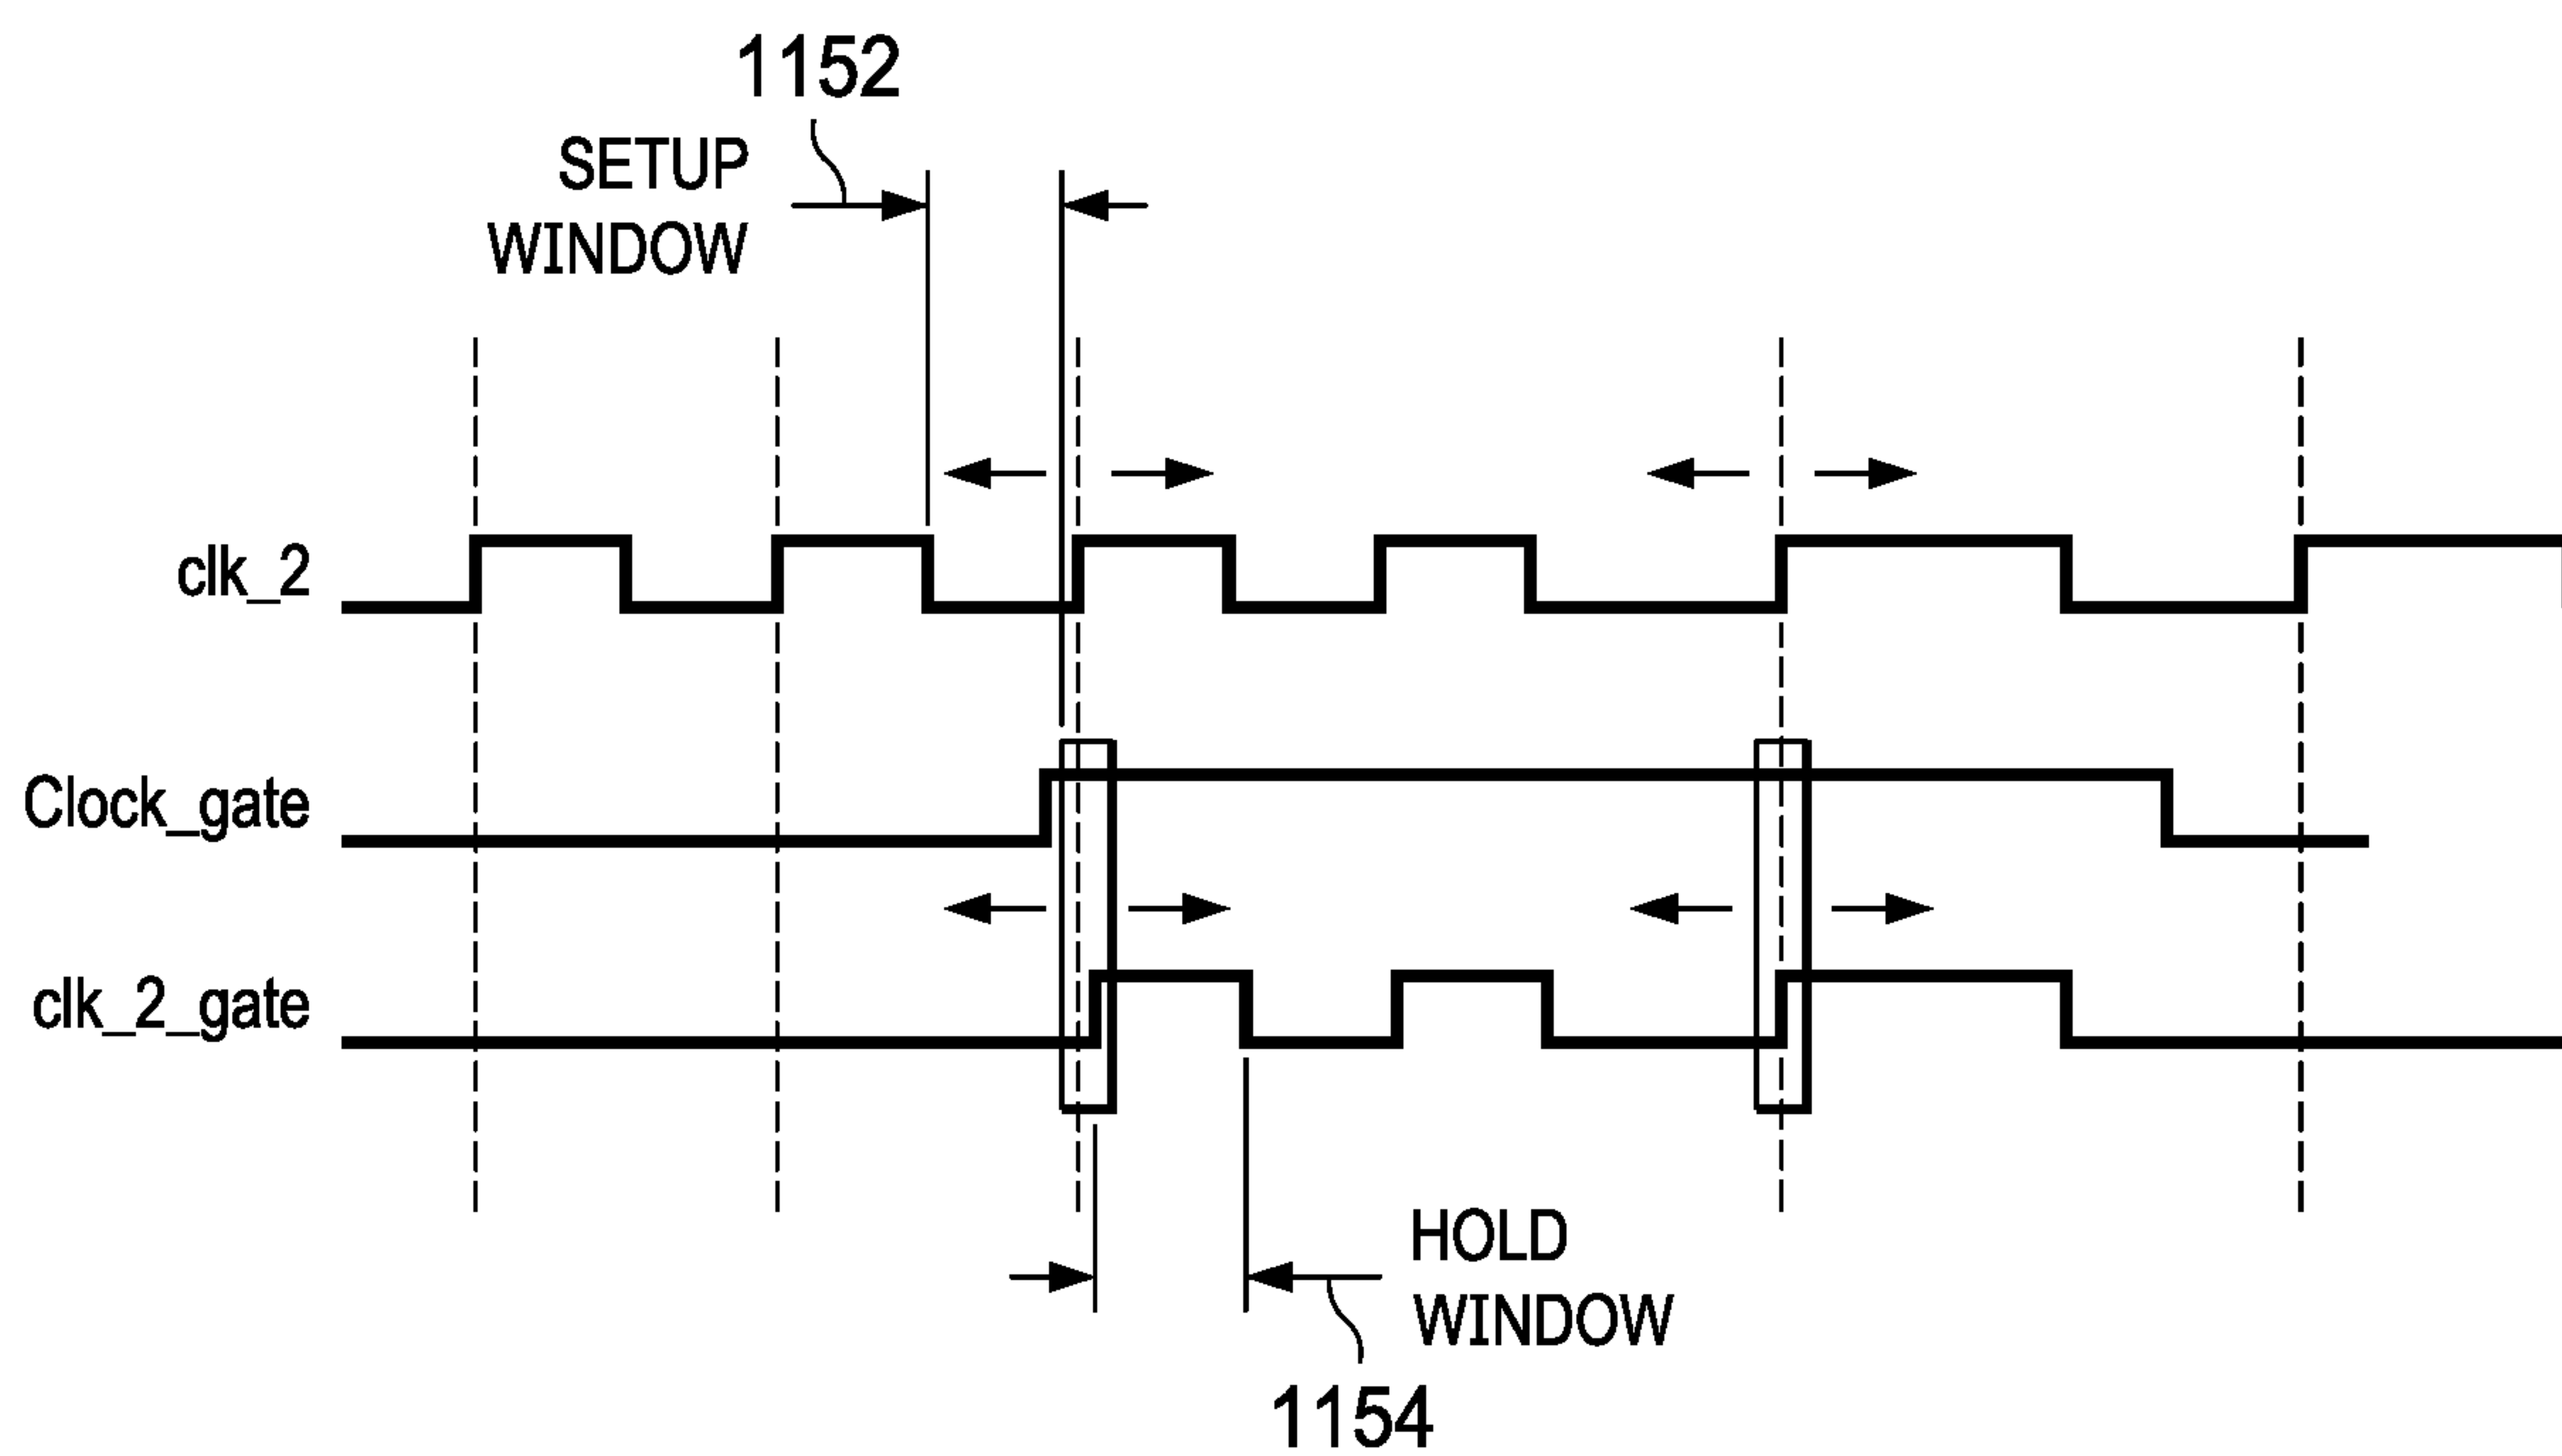 1152
SETUP
WINDOW
clk_2
Clock_gate
clk_2_gate
HOLD
WINDOW
1154